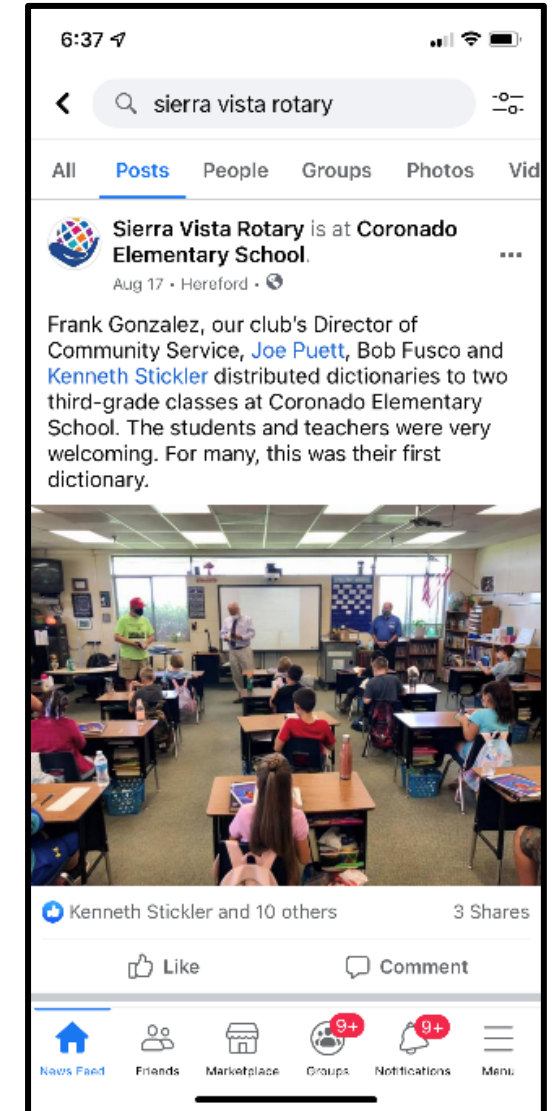 6:37
sierra vista rotary
All Posts People Groups Photos Vid
Sierra Vista Rotary is at Coronado
Elementary School.
Aug 17 · Hereford ·
Frank Gonzalez, our club's Director of
Community Service, Joe Puett, Bob Fusco and
Kenneth Stickler distributed dictionaries to two
third-grade classes at Coronado Elementary
School. The students and teachers were very
welcoming. For many, this was their first
dictionary.
Kenneth Stickler and 10 others 3 Shares
Like Comment
9+ 9+
News Feed Friends Marketplace Groups Notifications Menu